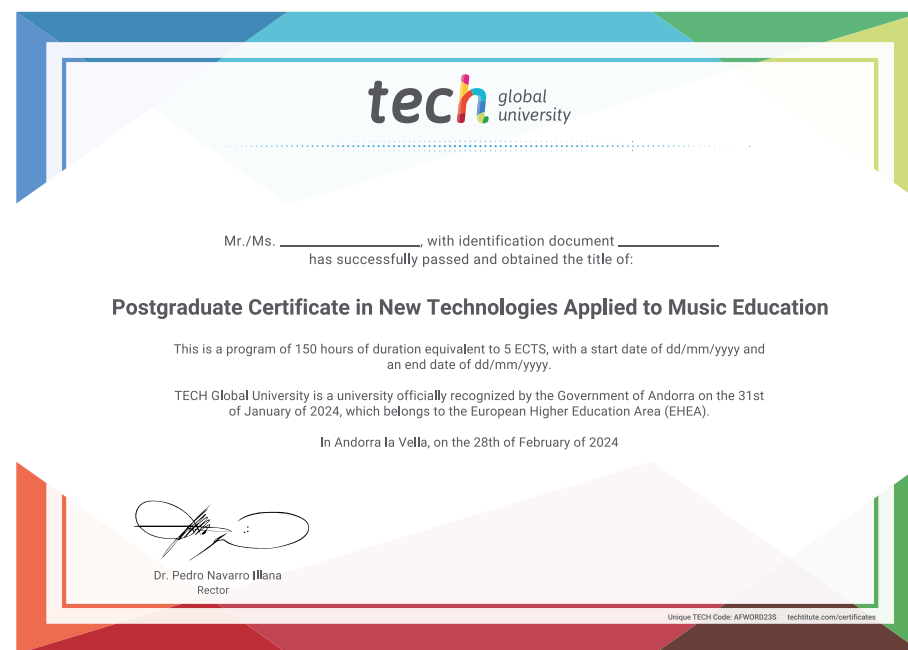 tech global university
Mr./Ms. ____________, with identification document ____________
has successfully passed and obtained the title of:
Postgraduate Certificate in New Technologies Applied to Music Education
This is a program of 150 hours of duration equivalent to 5 ECTS, with a start date of dd/mm/yyyy and
an end date of dd/mm/yyyy.
TECH Global University is a university officially recognized by the Government of Andorra on the 31st
of January of 2024, which belongs to the European Higher Education Area (EHEA).
In Andorra la Vella, on the 28th of February of 2024
Dr. Pedro Navarro Illana
Rector
Unique TECH Code: AFWORD23S techtitute.com/certificates